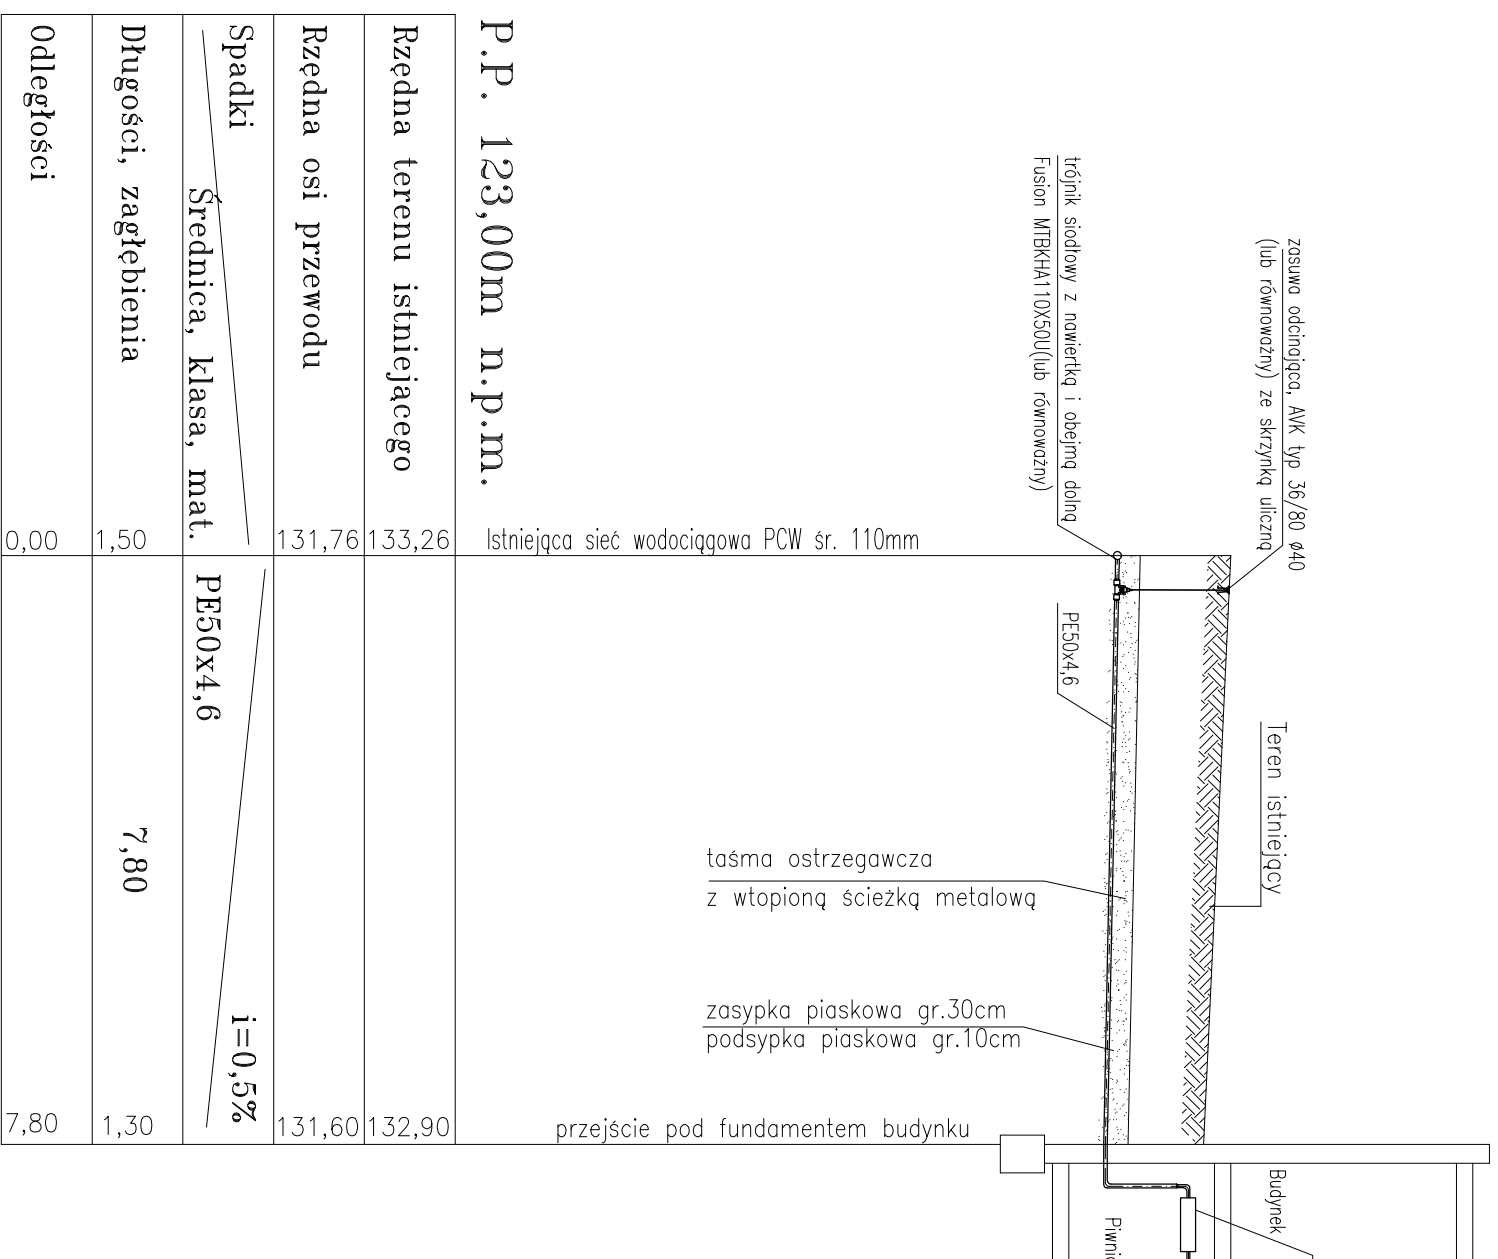 zasuwa odcinająca, AVK typ 36/80 ø40
(lub równoważny) ze skrzynką uliczną
trójnik siodłowy z nawiertką i obejmą dolną
Fusion MTBKHA110X50U(lub równoważny)
Teren istniejący
PE50x4,6
Budynek
Istniejąca sieć wodociągowa PCW śr. 110mm
taśma ostrzegawcza
z wtopioną ścieżką metalową
zasypka piaskowa gr.30cm
podsypka piaskowa gr.10cm
przejście pod fundamentem budynku
P.P. 123,00m n.p.m.
Rzędna terenu istniejącego
133,26
132,90
Rzędna osi przewodu
131,76
131,60
Spadki
Średnica, klasa, mat.
i=0,5%
PE50x4,6
Długości, zagłębienia
1,50
7,80
1,30
Odległości
0,00
7,80